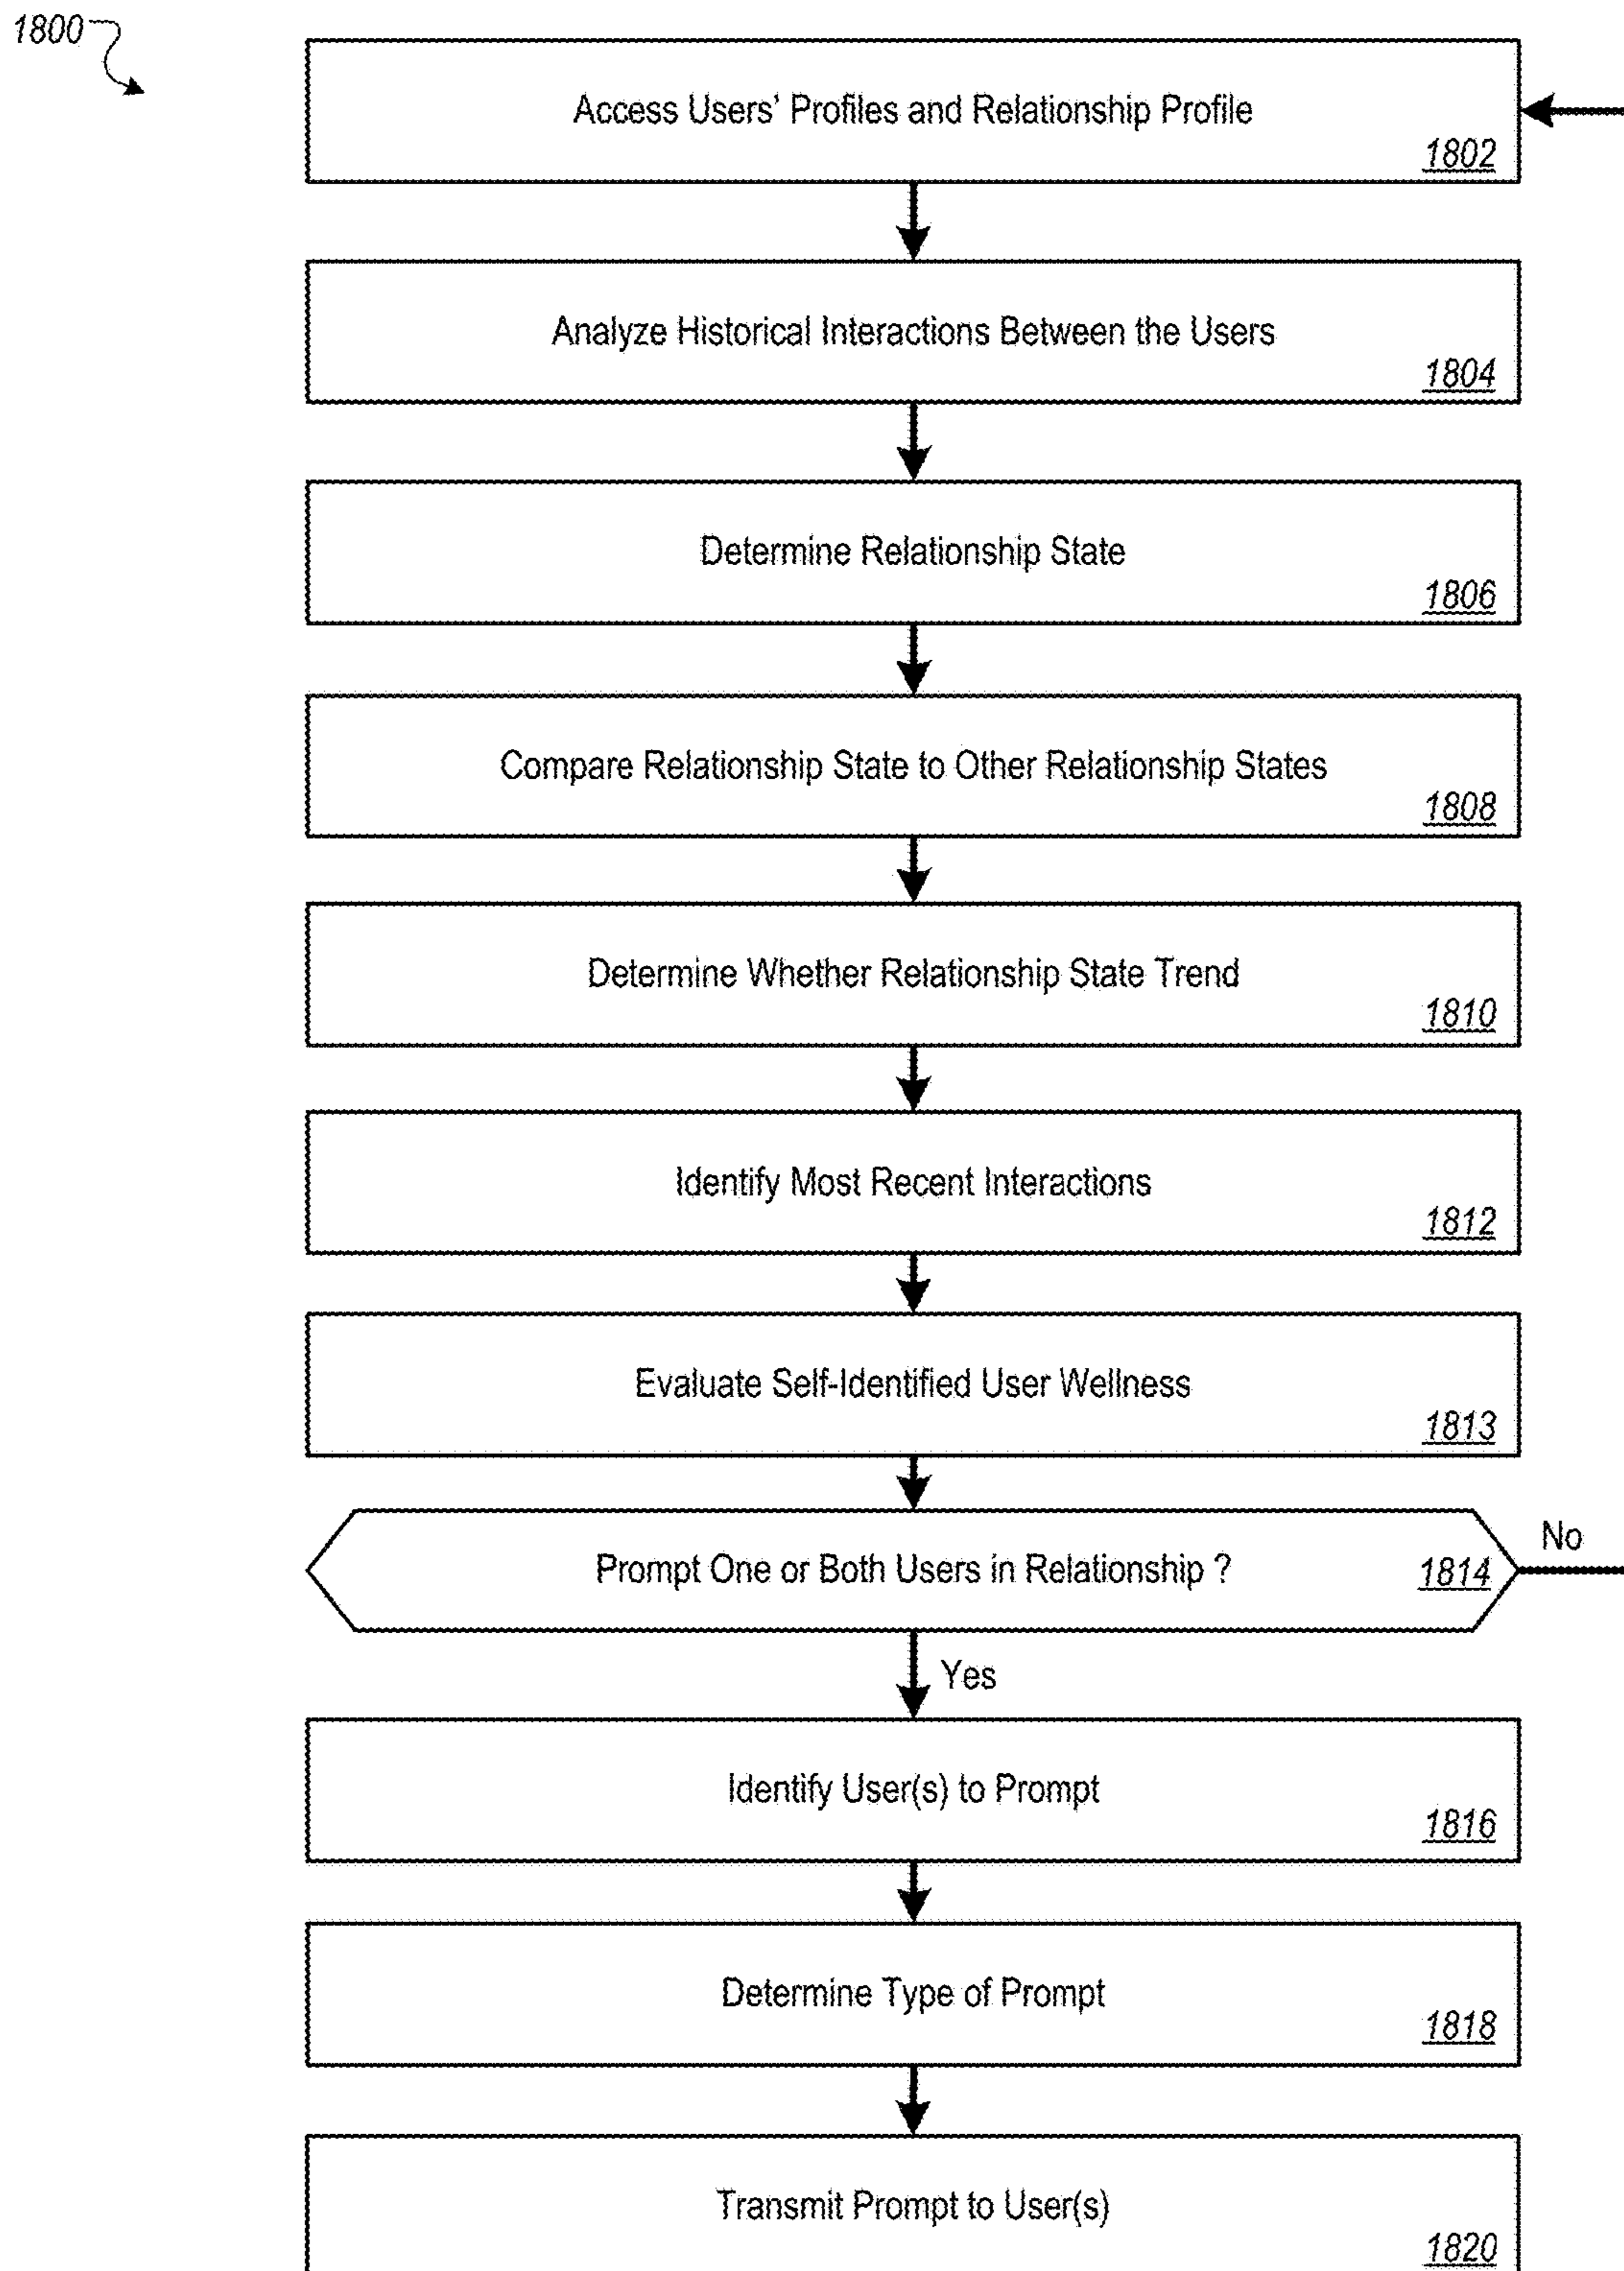 1800
Access Users' Profiles and Relationship Profile
1802
Analyze Historical Interactions Between the Users
1804
Determine Relationship State
1806
Compare Relationship State to Other Relationship States
1808
Determine Whether Relationship State Trend
1810
Identify Most Recent Interactions
1812
Evaluate Self-Identified User Wellness
1813
No
Prompt One or Both Users in Relationship ?
1814
Yes
Identify User(s) to Prompt
1816
Determine Type of Prompt
1818
Transmit Prompt to User(s)
1820